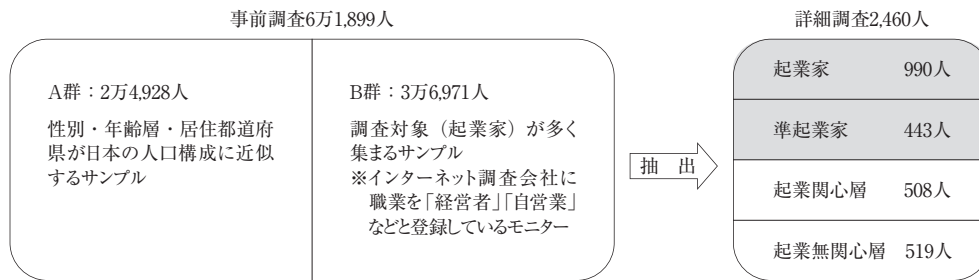 事前調査6万1,899人
A群：2万4,928人
性別・年齢層・居住都道府
県が日本の人口構成に近似
するサンプル
B群：3万6,971人
調査対象（起業家）が多く
集まるサンプル
※インターネット調査会社に
職業を「経営者」「自営業」
などと登録しているモニター
抽 出
詳細調査2,460人
起業家 990人
準起業家 443人
起業関心層 508人
起業無関心層 519人